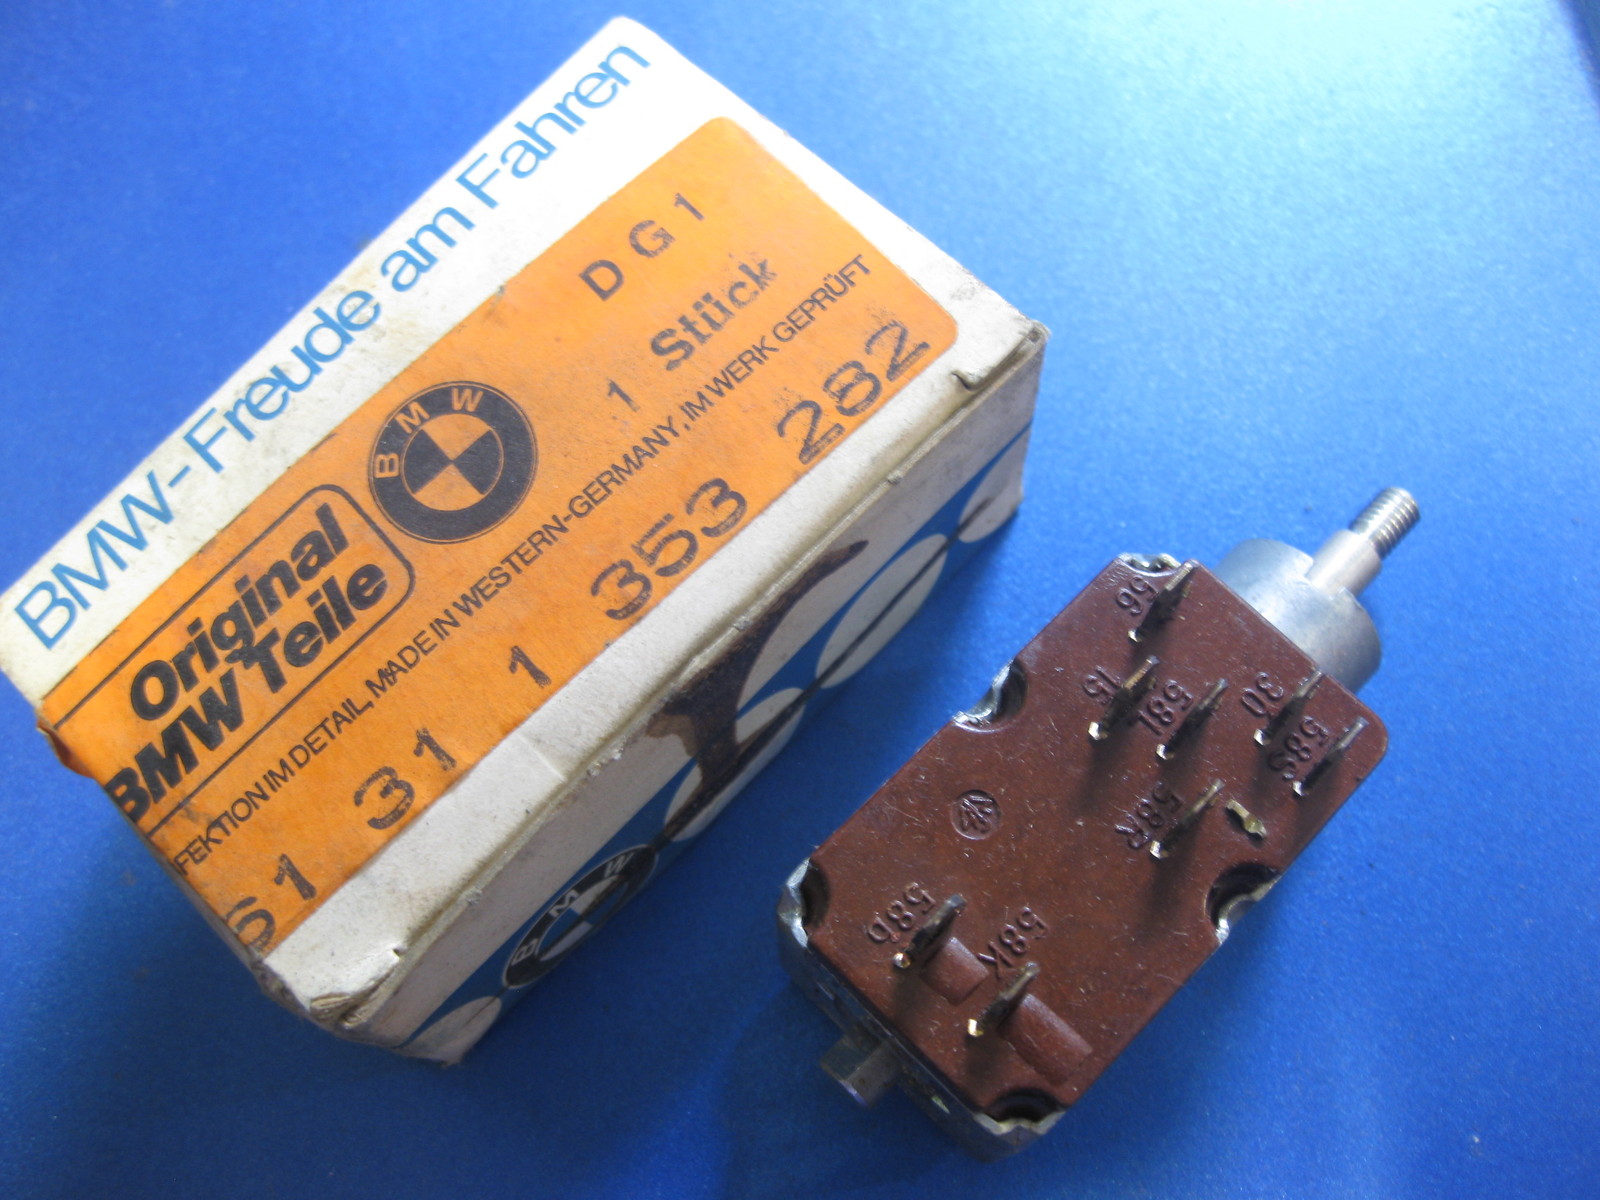 BMW-Freude am Fahren
D G 1
1 Stück
BMW
Original
BMW Teile
FEKTION IM DETAIL, MADE IN WESTERN-GERMANY, IM WERK GEPRÜFT
61 31 1 353 282
BMW
56
15
58L
30
58S
58R
58b
58K